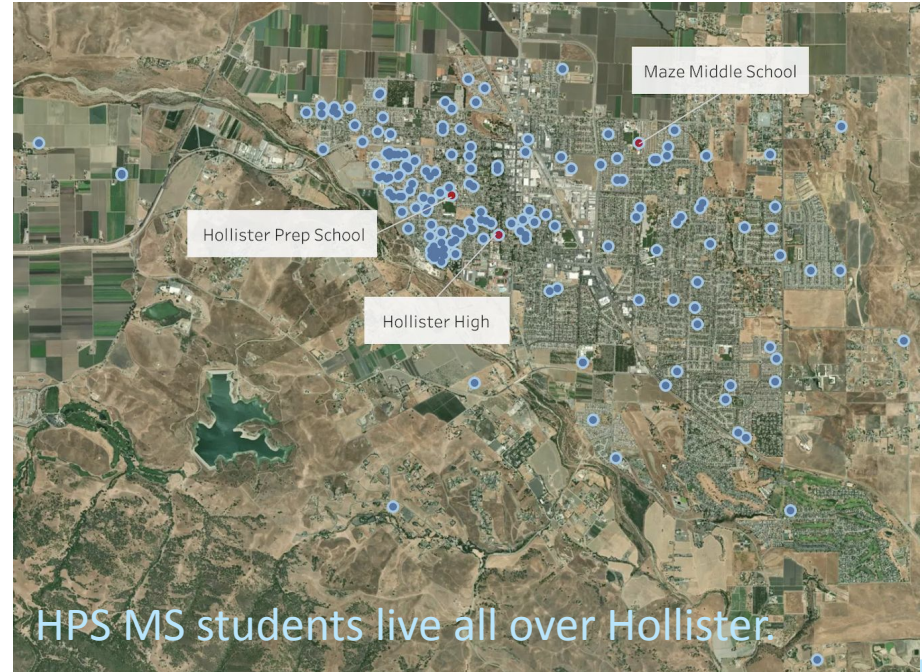 Maze Middle School
Hollister Prep School
Hollister High
HPS MS students live all over Hollister.